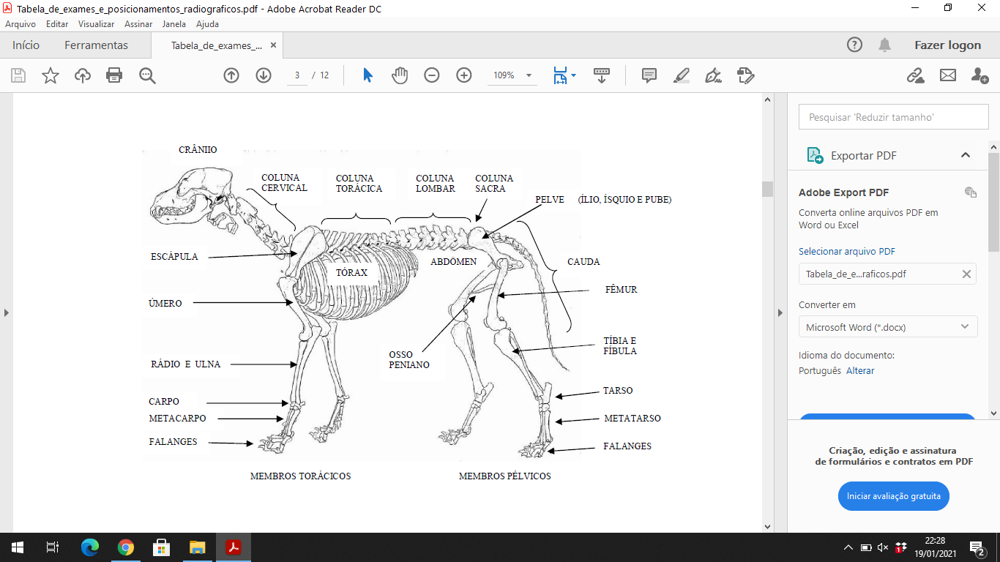 Tabela_de_exames_e_posicionamentos_radiograficos.pdf - Adobe Acrobat Reader DC
Arquivo Editar Visualizar Assinar Janela Ajuda
Início Ferramentas Tabela_de_exames_... × Fazer logon
3 / 12 109%
CRÂNIIO
COLUNA
CERVICAL
COLUNA
TORÁCICA
COLUNA
LOMBAR
COLUNA
SACRA
PELVE (ÍLIO, ÍSQUIO E PUBE)
ESCÁPULA
TÓRAX
ABDÔMEN
CAUDA
ÚMERO
FÊMUR
OSSO
PENIANO
TÍBIA E
FÍBULA
RÁDIO E ULNA
TARSO
CARPO
METACARPO
METATARSO
FALANGES
FALANGES
MEMBROS TORÁCICOS
MEMBROS PÉLVICOS
Pesquisar 'Reduzir tamanho'
Exportar PDF
Adobe Export PDF
Converta online arquivos PDF em
Word ou Excel
Selecionar arquivo PDF
Tabela_de_e...raficos.pdf
Converter em
Microsoft Word (*.docx)
Idioma do documento:
Português Alterar
Criação, edição e assinatura
de formulários e contratos em PDF
Iniciar avaliação gratuita
1
22:28
19/01/2021
2